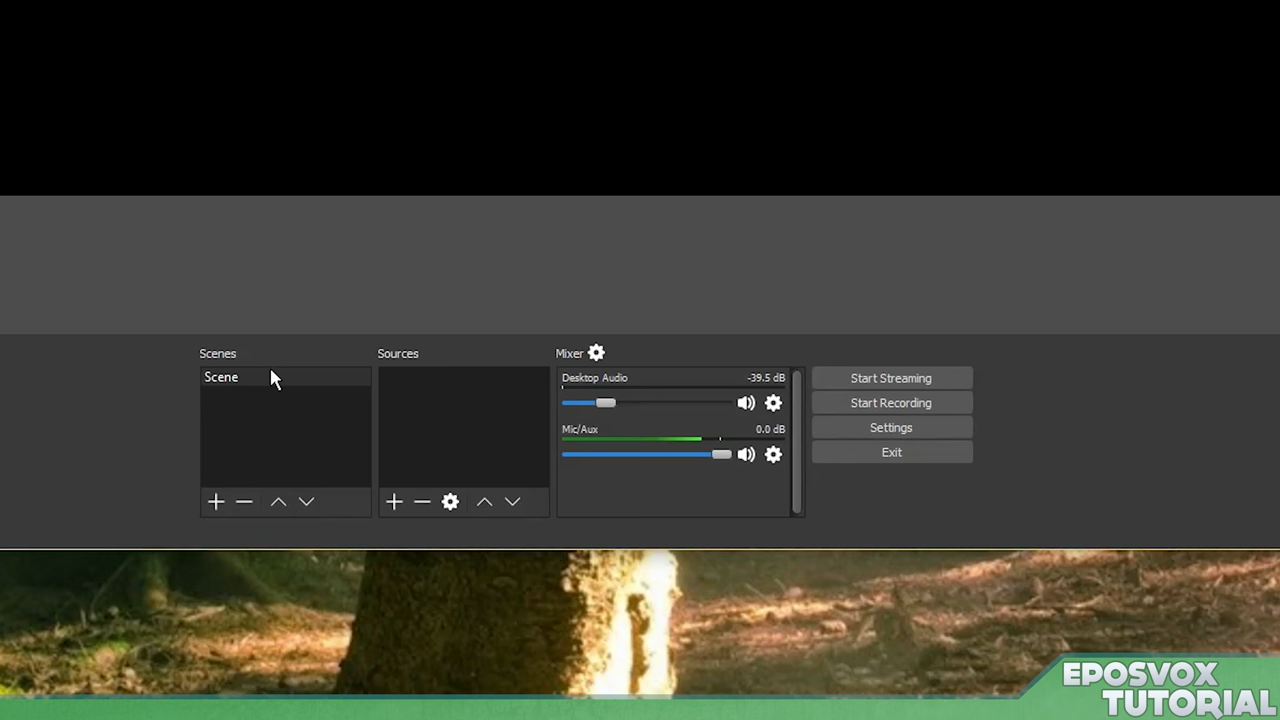 Scenes
Sources
Mixer
Scene
Desktop Audio
-39.5 dB
Mic/Aux
0.0 dB
Start Streaming
Start Recording
Settings
Exit
EPOSVOX
TUTORIAL